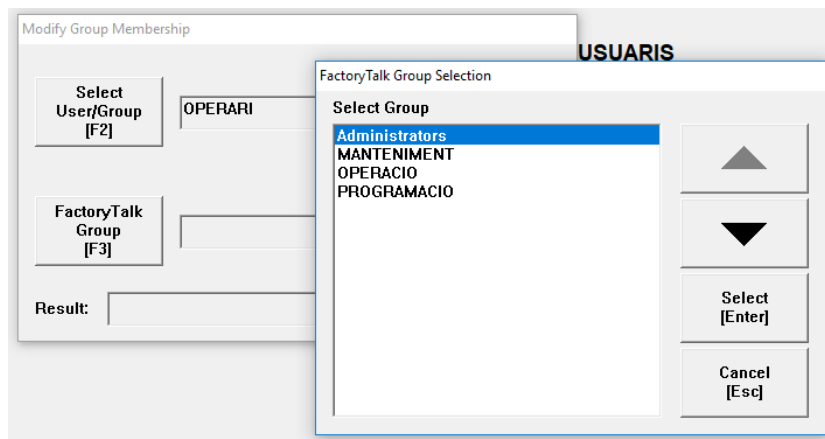 Modify Group Membership
USUARIS
Select
User/Group
[F2]
OPERARI
FactoryTalk
Group
[F3]
Result:
FactoryTalk Group Selection
Select Group
Administrators
MANTENIMENT
OPERACIO
PROGRAMACIO
Select
[Enter]
Cancel
[Esc]